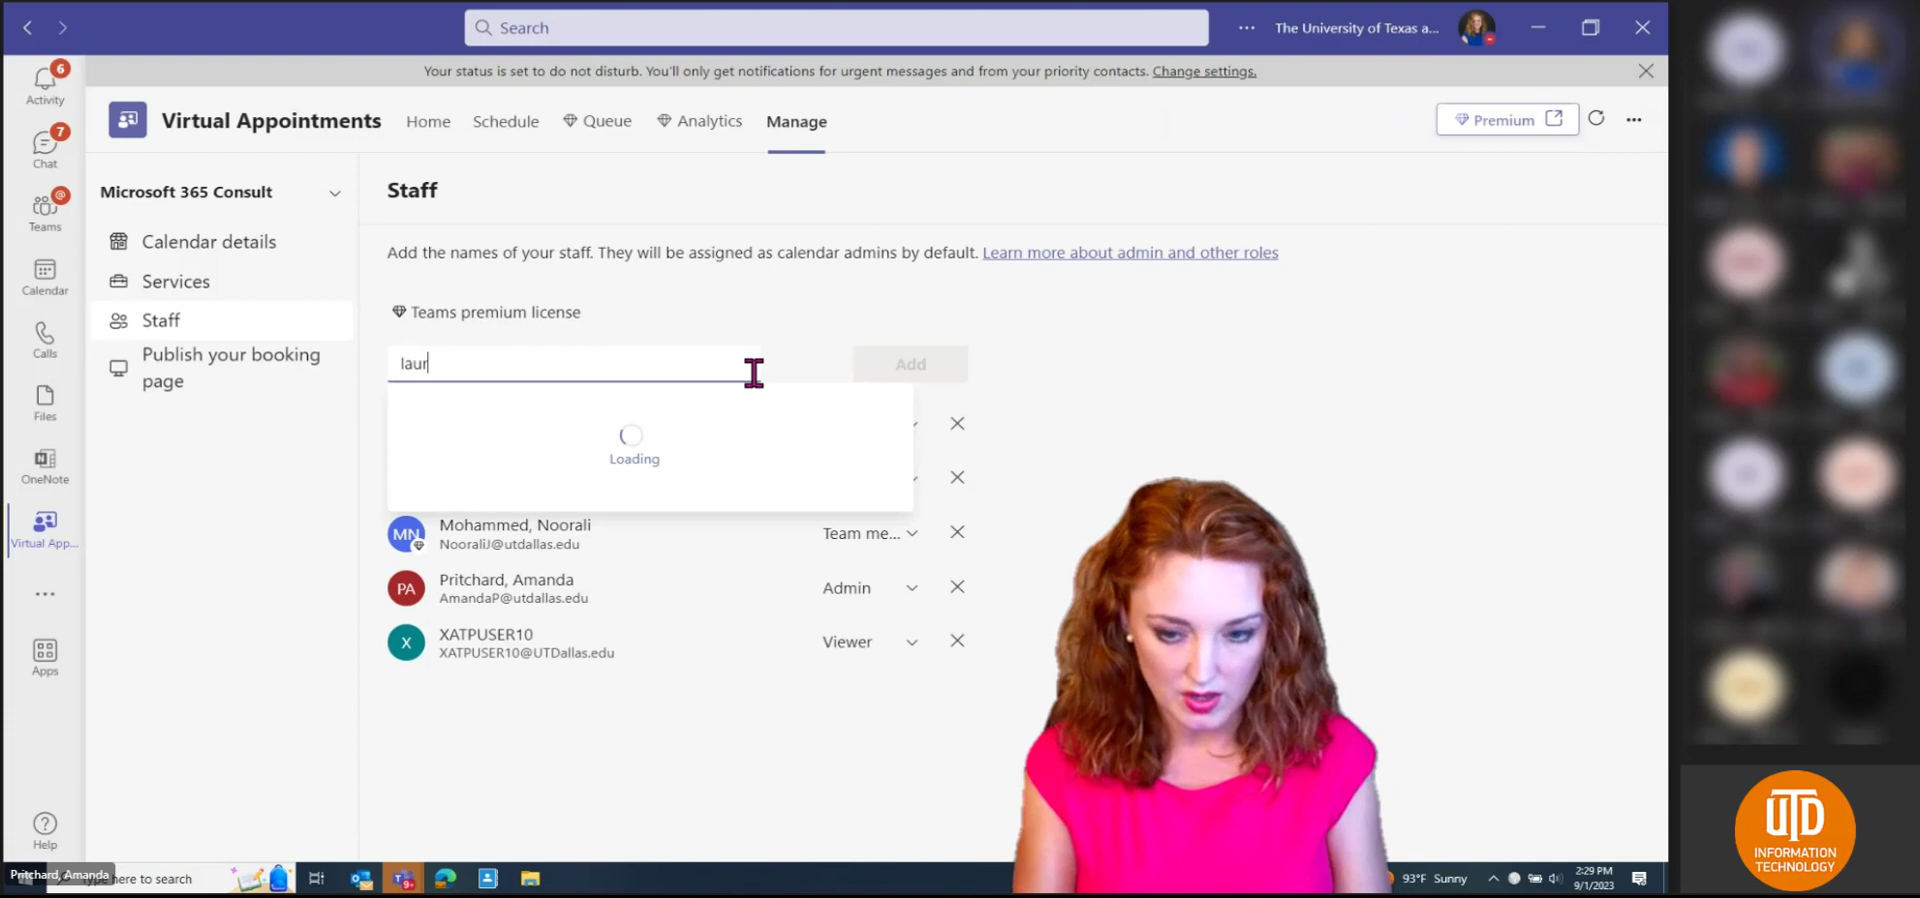 Search
The University of Texas a...
Your status is set to do not disturb. You'll only get notifications for urgent messages and from your priority contacts. Change settings.
6
Activity
7
Chat
@
Teams
Calendar
Calls
Files
OneNote
Virtual App...
Apps
Help
Virtual Appointments
Home
Schedule
Queue
Analytics
Manage
Premium
Microsoft 365 Consult
Calendar details
Services
Staff
Publish your booking
page
Staff
Add the names of your staff. They will be assigned as calendar admins by default. Learn more about admin and other roles
Teams premium license
laur
Add
Loading
MN
Mohammed, Noorali
NooraliJ@utdallas.edu
Team me...
PA
Pritchard, Amanda
AmandaP@utdallas.edu
Admin
X
XATPUSER10
XATPUSER10@UTDallas.edu
Viewer
Pritchard, Amanda
here to search
9+
93°F Sunny
2:29 PM
9/1/2023
UTD
INFORMATION
TECHNOLOGY